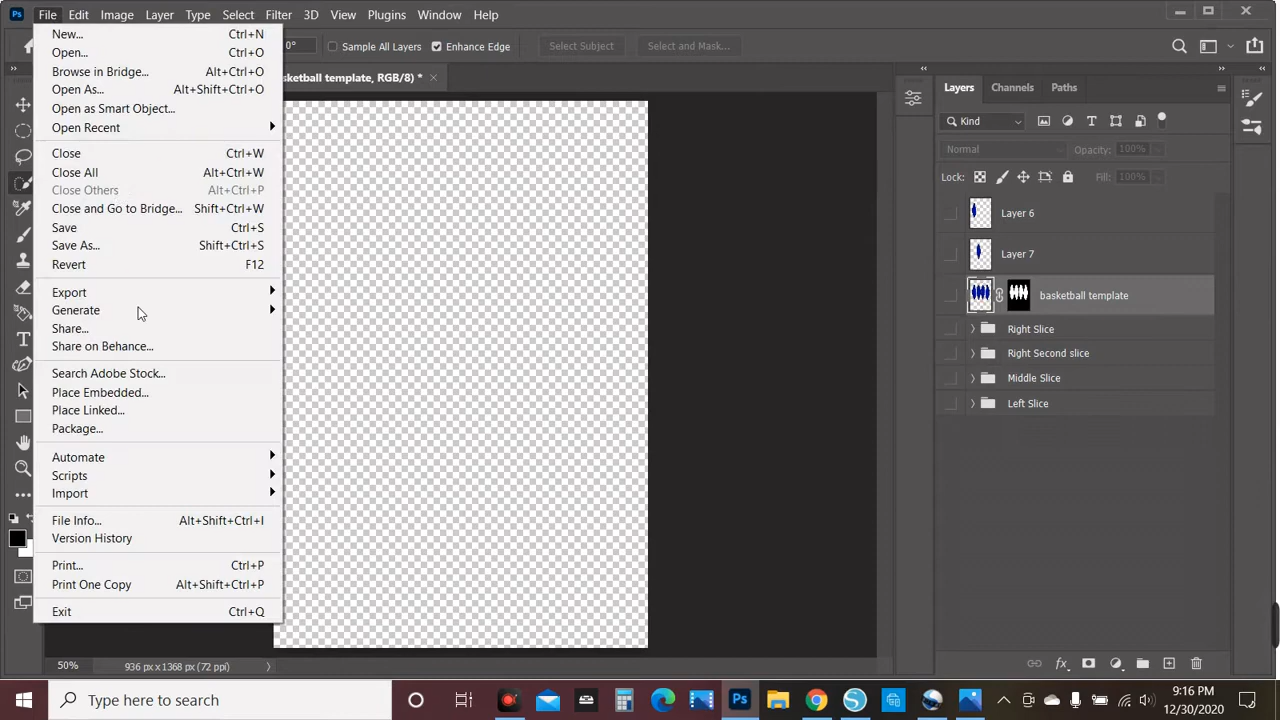 Ps File Edit Image Layer Type Select Filter 3D View Plugins Window Help
0° Sample All Layers Enhance Edge Select Subject Select and Mask...
sketball template, RGB/8) *
New... Ctrl+N
Open... Ctrl+O
Browse in Bridge... Alt+Ctrl+O
Open As... Alt+Shift+Ctrl+O
Open as Smart Object...
Open Recent
Close Ctrl+W
Close All Alt+Ctrl+W
Close Others Alt+Ctrl+P
Close and Go to Bridge... Shift+Ctrl+W
Save Ctrl+S
Save As... Shift+Ctrl+S
Revert F12
Export
Generate
Share...
Share on Behance...
Search Adobe Stock...
Place Embedded...
Place Linked...
Package...
Automate
Scripts
Import
File Info... Alt+Shift+Ctrl+I
Version History
Print... Ctrl+P
Print One Copy Alt+Shift+Ctrl+P
Exit Ctrl+Q
Layers Channels Paths
Kind
Normal Opacity: 100%
Lock: Fill: 100%
Layer 6
Layer 7
basketball template
Right Slice
Right Second slice
Middle Slice
Left Slice
fx
50% 936 px x 1368 px (72 ppi)
Type here to search
Ps
9:16 PM
12/30/2020